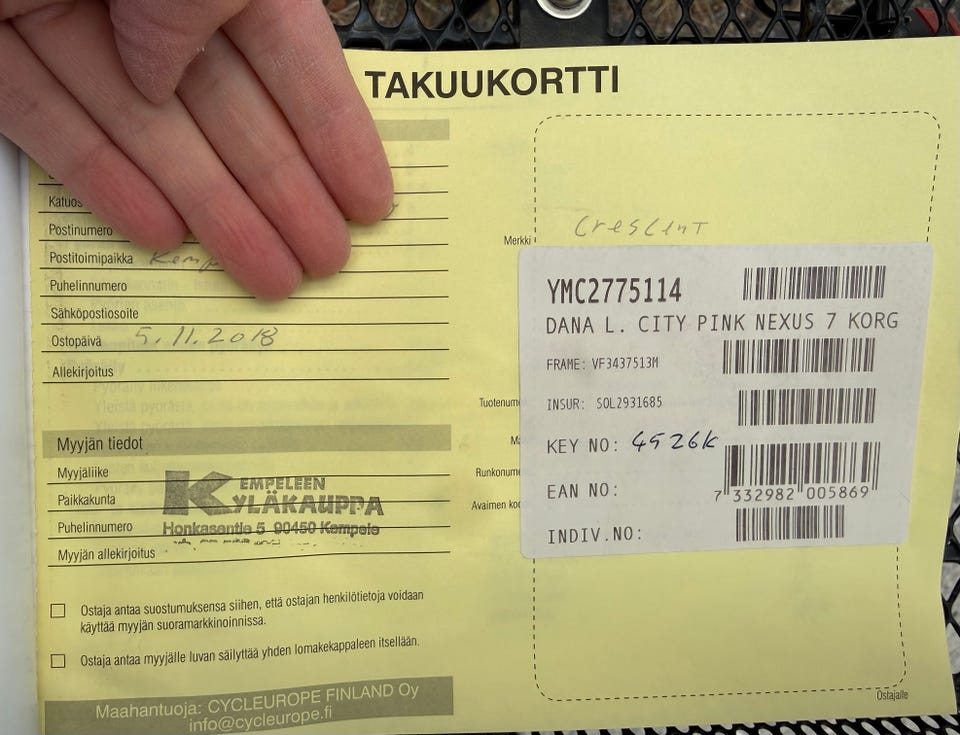 TAKUUKORTTI
Postinumero
Postitoimipaikka
Puhelinnumero
Sähköpostiosoite
Ostopäivä 5.11.2018
Allekirjoitus
Myyjän tiedot
Myyjäliike
Paikkakunta
Puhelinnumero
Myyjän allekirjoitus
KEMPELEEN
KYLÄKAUPPA
Honkasentie 5 90450 Kempele
Ostaja antaa suostumuksensa siihen, että ostajan henkilötietoja voidaan
käyttää myyjän suoramarkkinoinnissa.
Ostaja antaa myyjälle luvan säilyttää yhden lomakekappaleen itsellään.
Maahantuoja: CYCLEUROPE FINLAND Oy
info@cycleurope.fi
Merkki Crescent
YMC2775114
DANA L. CITY PINK NEXUS 7 KORG
FRAME: VF3437513M
INSUR: SOL2931685
KEY NO: 4526K
EAN NO:
7 332982 005869
INDIV.NO:
Ostajalle